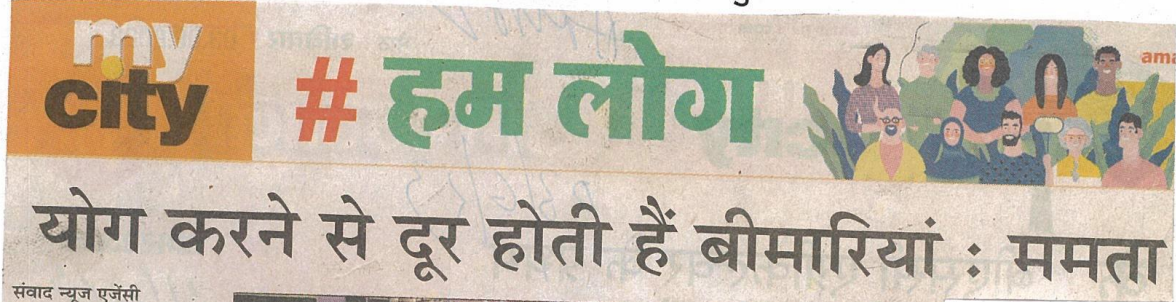 my
city
# हम लोग
ama
योग करने से दूर होती हैं बीमारियां : ममता
संवाद न्यूज एजेंसी